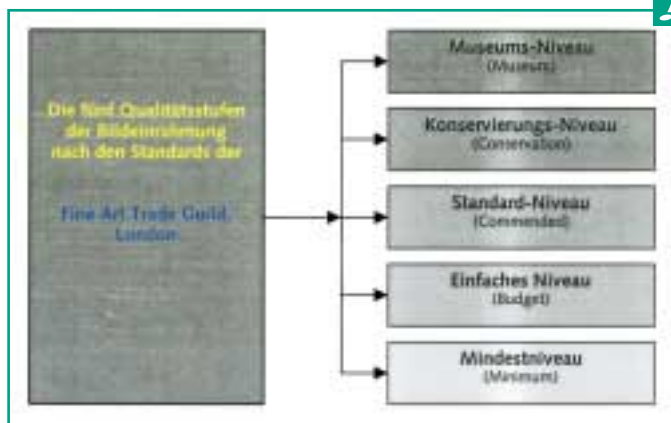 Die fünf Qualitätsstufen
der Bildeinrahmung
nach den Standards der
Fine Art Trade Guild,
London
Museums-Niveau
(Museum)
Konservierungs-Niveau
(Conservation)
Standard-Niveau
(Commended)
Einfaches Niveau
(Budget)
Mindestniveau
(Minimum)